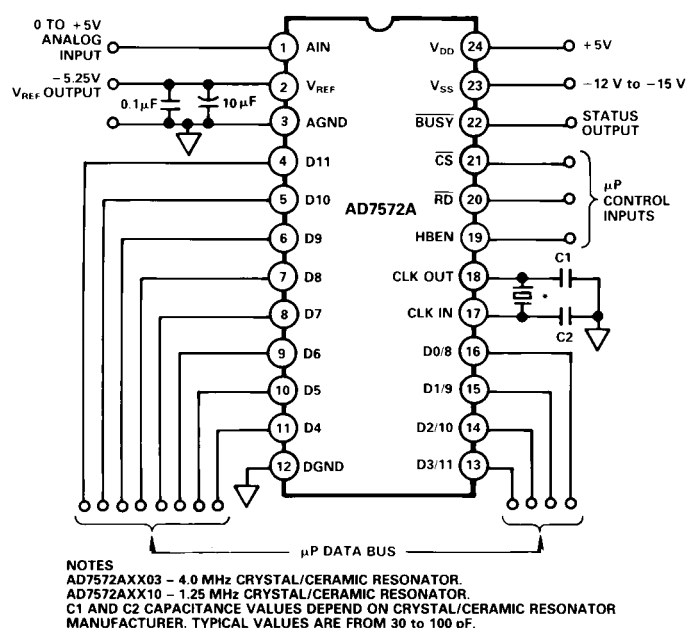 0 TO +5V
ANALOG
INPUT
–5.25V
VREF OUTPUT
0.1μF
10μF
1 AIN
2 VREF
3 AGND
4 D11
5 D10
6 D9
7 D8
8 D7
9 D6
10 D5
11 D4
12 DGND
AD7572A
VDD 24
+5V
VSS 23
–12 V to –15 V
BUSY 22
STATUS
OUTPUT
CS 21
RD 20
HBEN 19
μP
CONTROL
INPUTS
CLK OUT 18
C1
*
CLK IN 17
C2
D0/8 16
D1/9 15
D2/10 14
D3/11 13
μP DATA BUS
NOTES
AD7572AXX03 – 4.0 MHz CRYSTAL/CERAMIC RESONATOR.
AD7572AXX10 – 1.25 MHz CRYSTAL/CERAMIC RESONATOR.
C1 AND C2 CAPACITANCE VALUES DEPEND ON CRYSTAL/CERAMIC RESONATOR
MANUFACTURER. TYPICAL VALUES ARE FROM 30 to 100 pF.